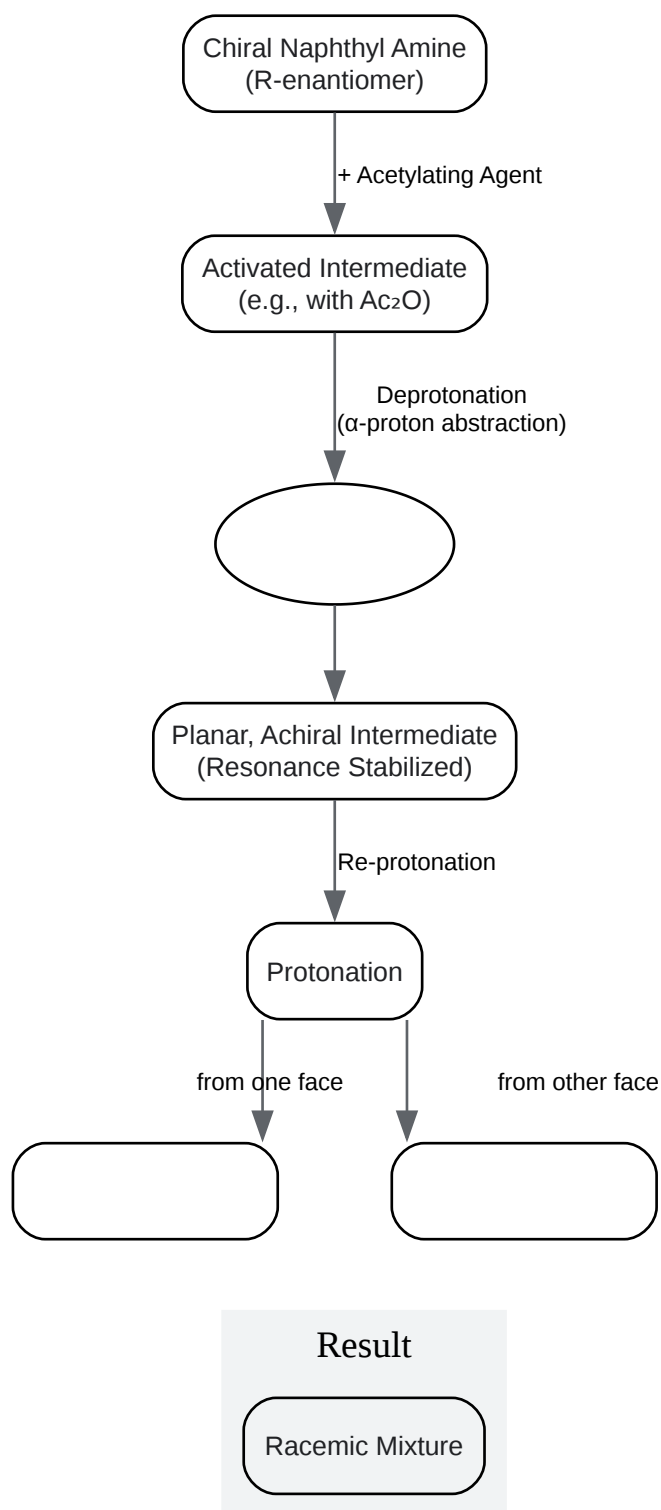 Chiral Naphthyl Amine
(R-enantiomer)
+ Acetylating Agent
Activated Intermediate
(e.g., with Ac₂O)
Deprotonation
(α-proton abstraction)
Planar, Achiral Intermediate
(Resonance Stabilized)
Re-protonation
Protonation
from one face
from other face
Result
Racemic Mixture